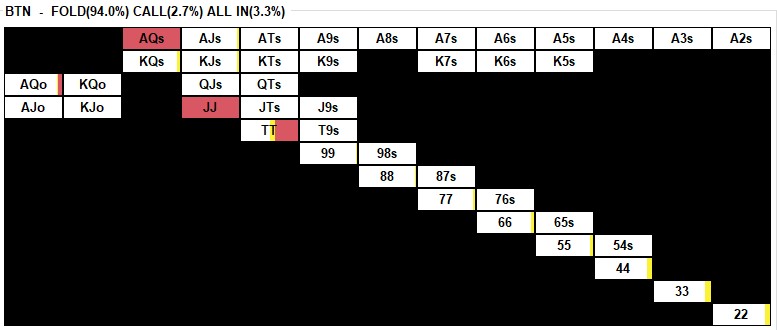 BTN - FOLD(94.0%) CALL(2.7%) ALL IN(3.3%)
AQs AJs ATs A9s A8s A7s A6s A5s A4s A3s A2s
KQs KJs KTs K9s K7s K6s K5s
AQo KQo QJs QTs
AJo KJo JJ JTs J9s
TT T9s
99 98s
88 87s
77 76s
66 65s
55 54s
44
33
22